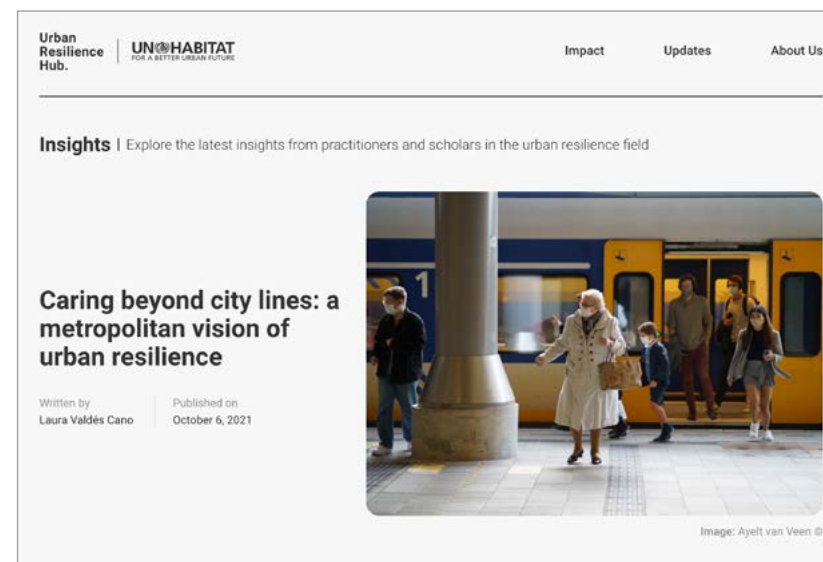 Urban
Resilience
Hub.
UN HABITAT
FOR A BETTER URBAN FUTURE
Impact
Updates
About Us
Insights | Explore the latest insights from practitioners and scholars in the urban resilience field
1
Caring beyond city lines: a
metropolitan vision of
urban resilience
Written by
Laura Valdés Cano
Published on
October 6, 2021
Image: Ayelt van Veen ©